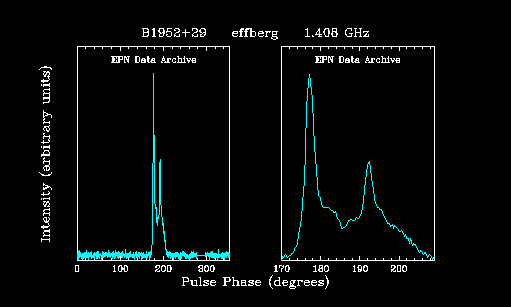 B1952+29 effberg 1.408 GHz
EPN Data Archive EPN Data Archive
Intensity (arbitrary units)
0 100 200 300 170 180 190 200
Pulse Phase (degrees)